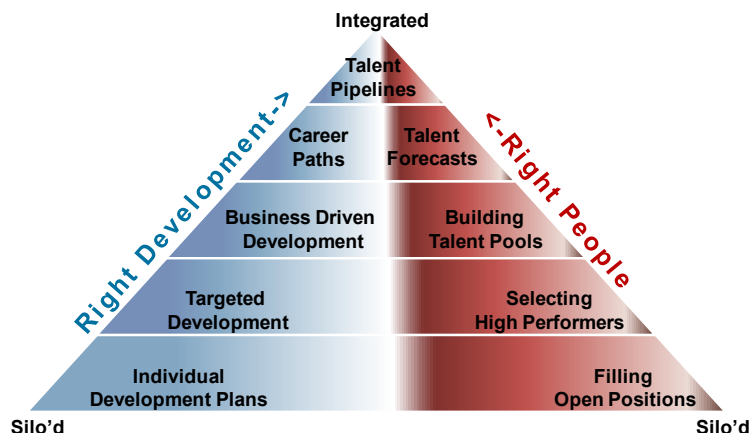 Integrated
Talent
Pipelines
Right Development->
<-Right People
Career
Paths
Talent
Forecasts
Business Driven
Development
Building
Talent Pools
Targeted
Development
Selecting
High Performers
Individual
Development Plans
Filling
Open Positions
Silo’d
Silo’d